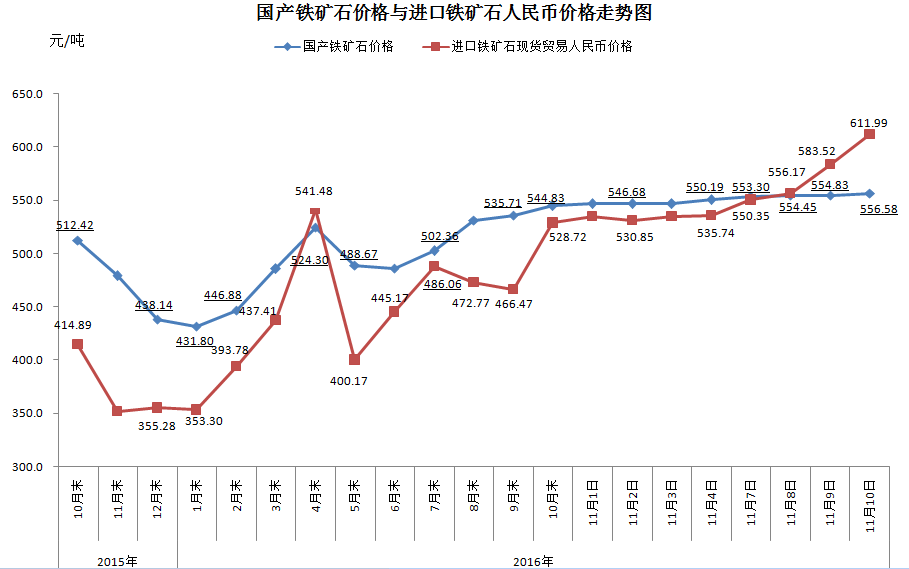 国产铁矿石价格与进口铁矿石人民币价格走势图
元/吨
国产铁矿石价格
进口铁矿石现货贸易人民币价格
650.0
600.0
550.0
500.0
450.0
400.0
350.0
300.0
512.42
438.14
431.80
446.88
524.30
488.67
502.36
535.71
544.83
546.68
550.19
553.30
554.45
554.83
556.58
414.89
355.28
353.30
393.78
437.41
541.48
400.17
445.17
486.06
472.77
466.47
528.72
530.85
535.74
550.35
556.17
583.52
611.99
10月末
11月末
12月末
1月末
2月末
3月末
4月末
5月末
6月末
7月末
8月末
9月末
10月末
11月1日
11月2日
11月3日
11月4日
11月7日
11月8日
11月9日
11月10日
2015年
2016年